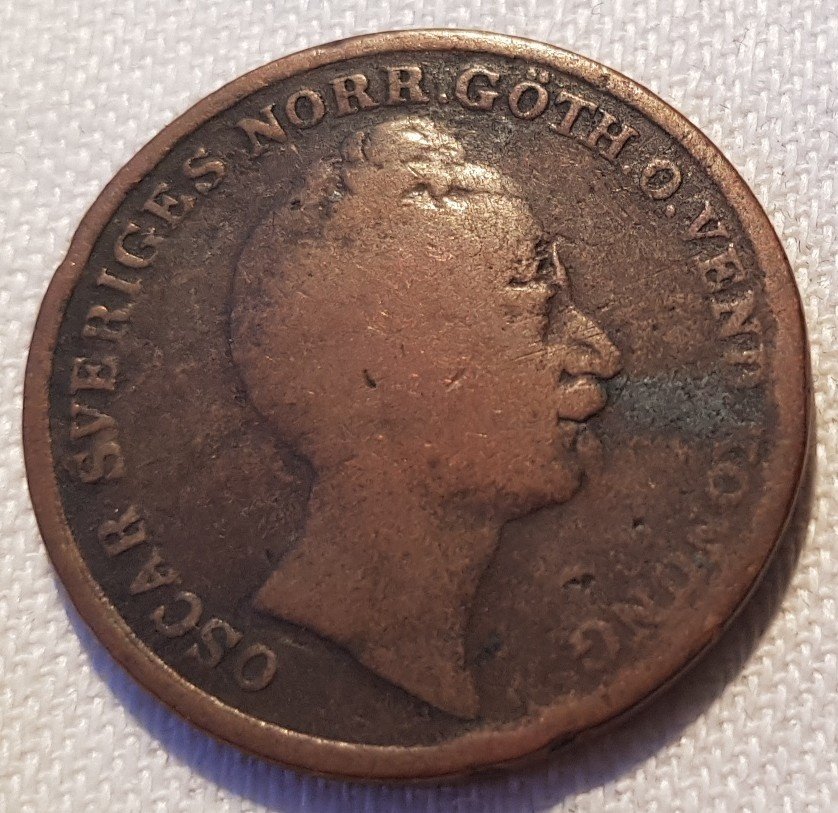 OSCAR SVERIGES NORR. GÖTH. O. VEND. KONUNG